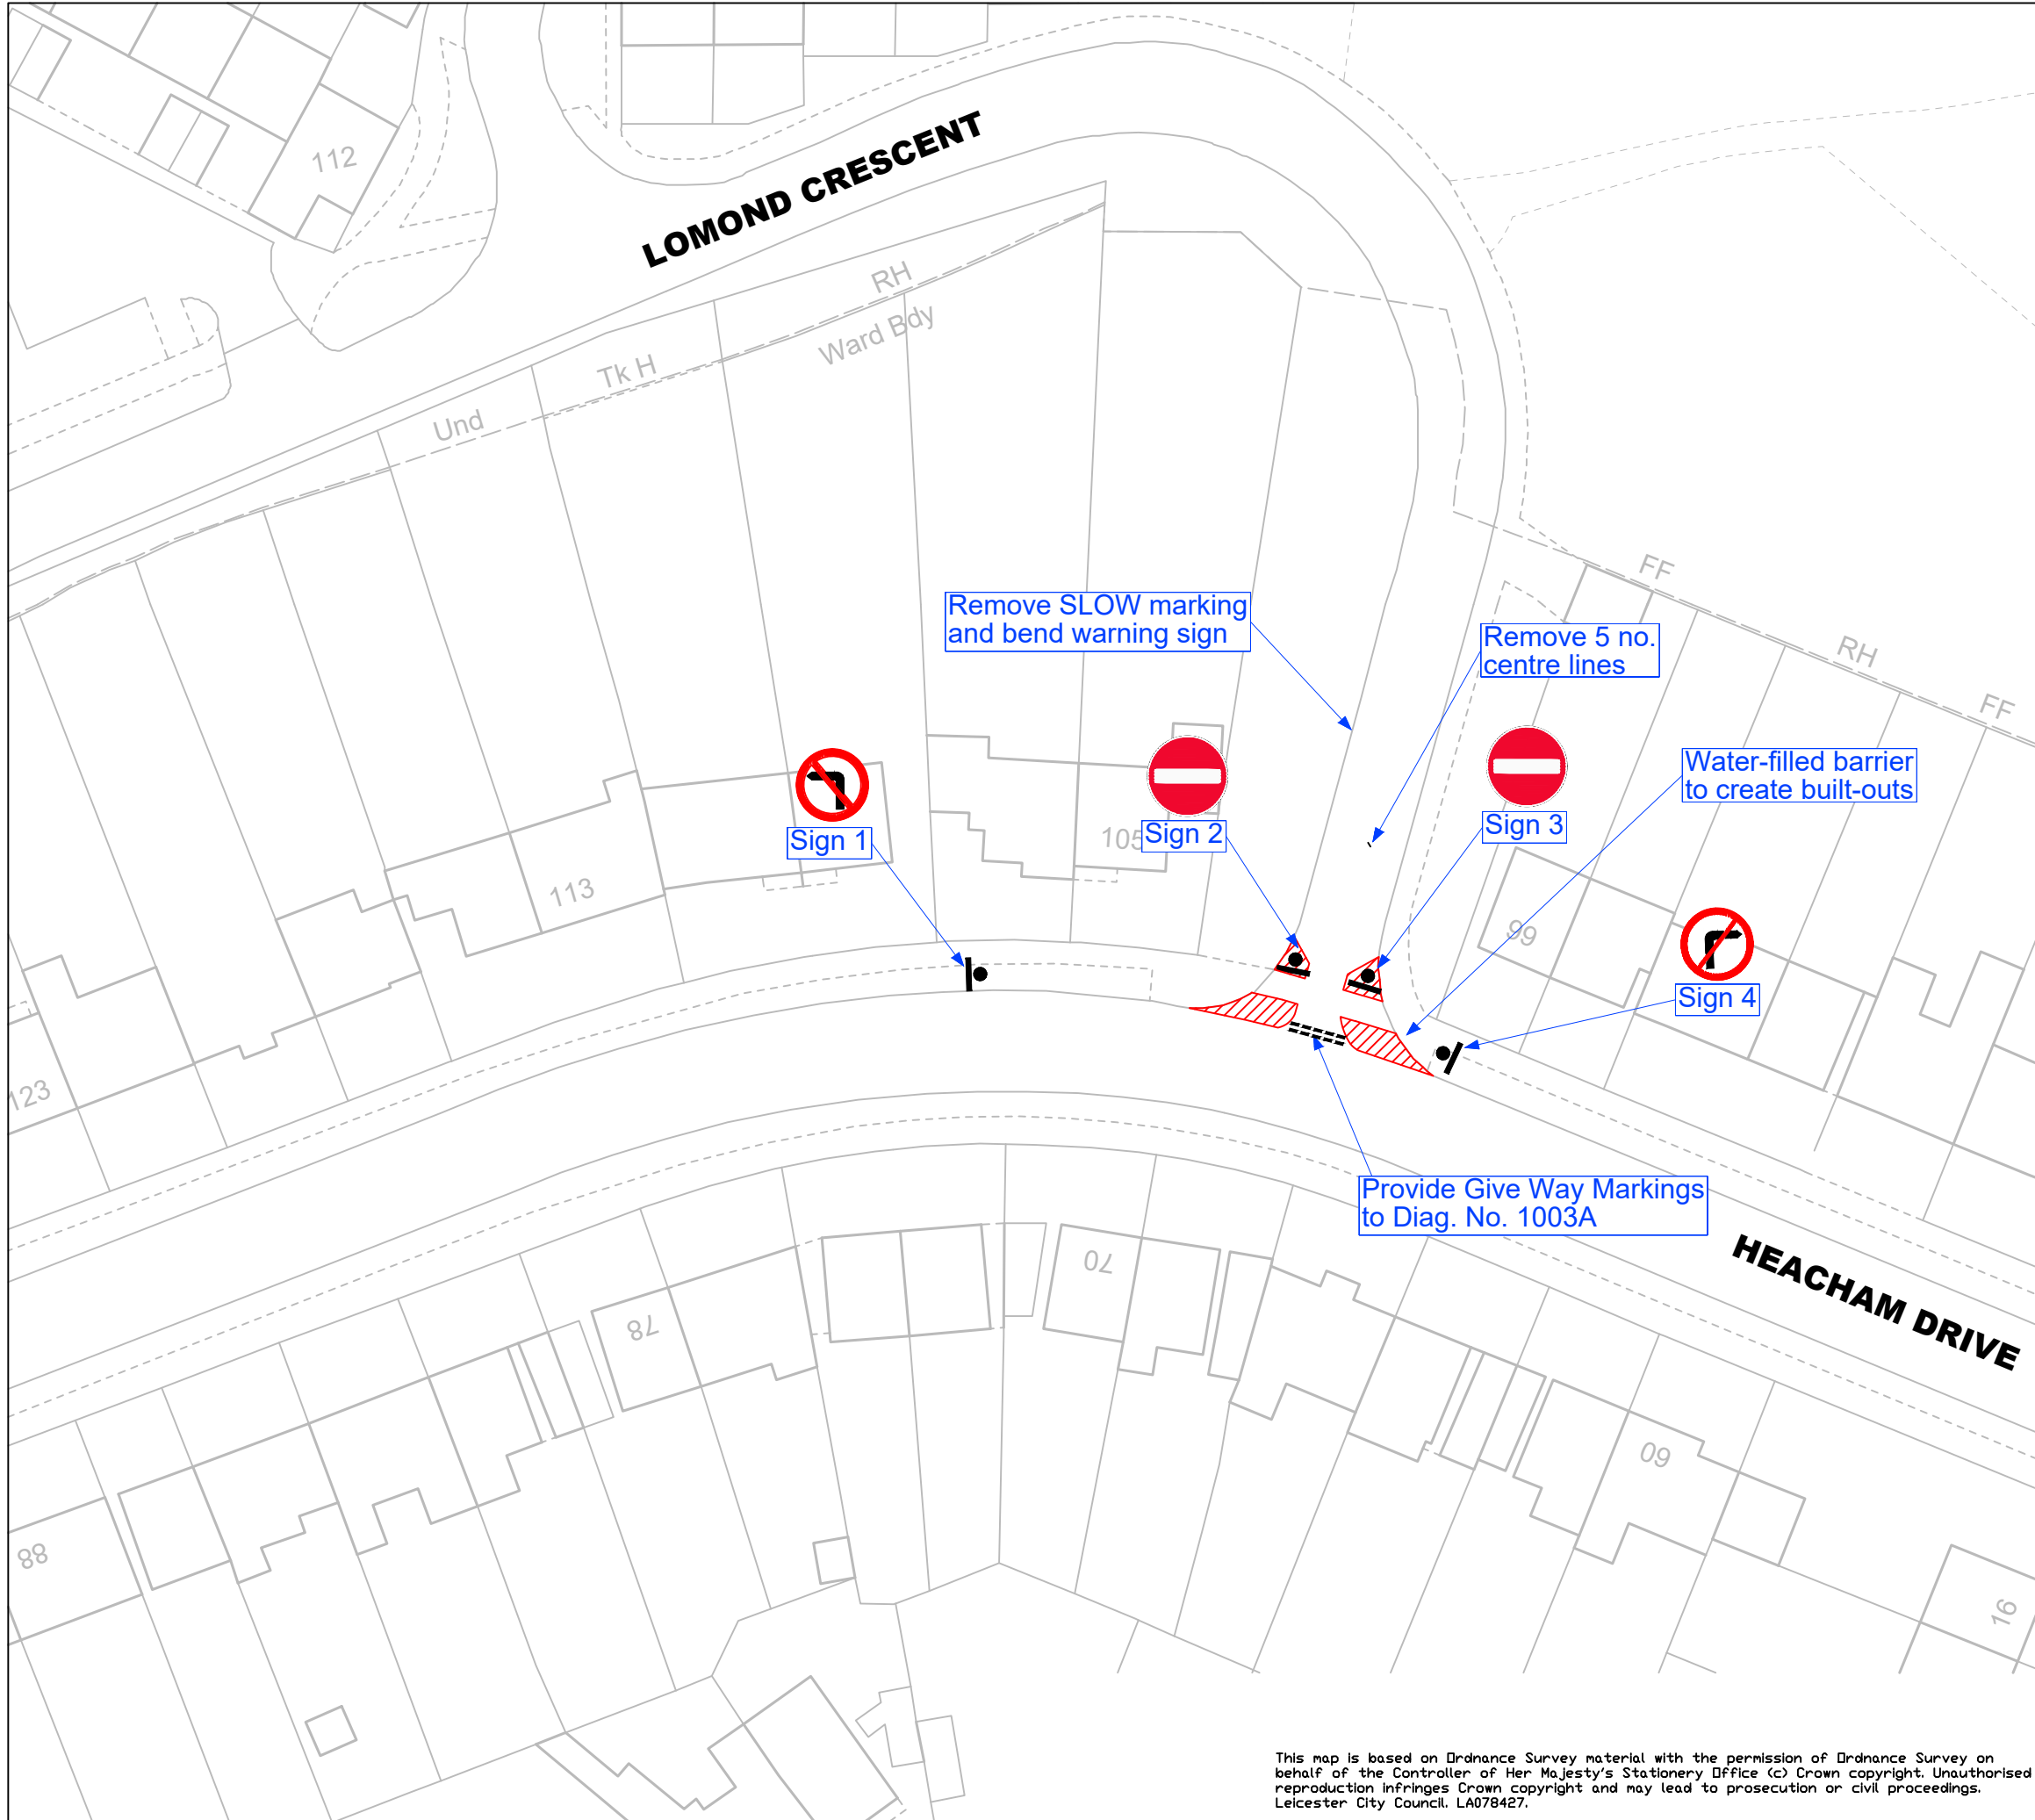 112
LOMOND CRESCENT
RH
Ward Bdy
Tk H
Und
FF
RH
FF
Remove SLOW marking
and bend warning sign
Remove 5 no.
centre lines
Water-filled barrier
to create built-outs
Sign 1
Sign 2
Sign 3
Sign 4
105
113
99
123
Provide Give Way Markings
to Diag. No. 1003A
HEACHAM DRIVE
70
78
60
88
16
This map is based on Ordnance Survey material with the permission of Ordnance Survey on
behalf of the Controller of Her Majesty's Stationery Office (c) Crown copyright. Unauthorised
reproduction infringes Crown copyright and may lead to prosecution or civil proceedings.
Leicester City Council. LA078427.